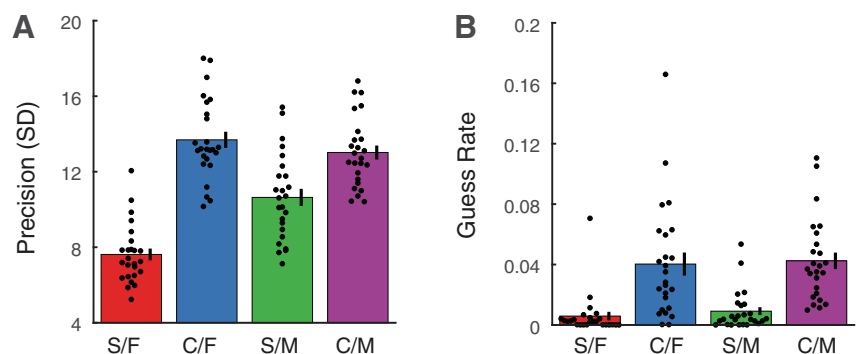 A
Precision (SD)
20
16
12
8
4
S/F C/F S/M C/M
B
Guess Rate
0.2
0.16
0.12
0.08
0.04
0
S/F C/F S/M C/M